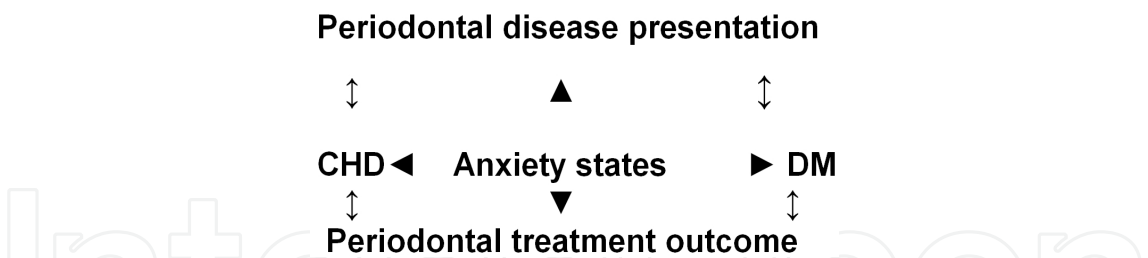 Periodontal disease presentation
↕ ▲ ↕
CHD◄ Anxiety states ► DM
↕ ▼ ↕
Periodontal treatment outcome